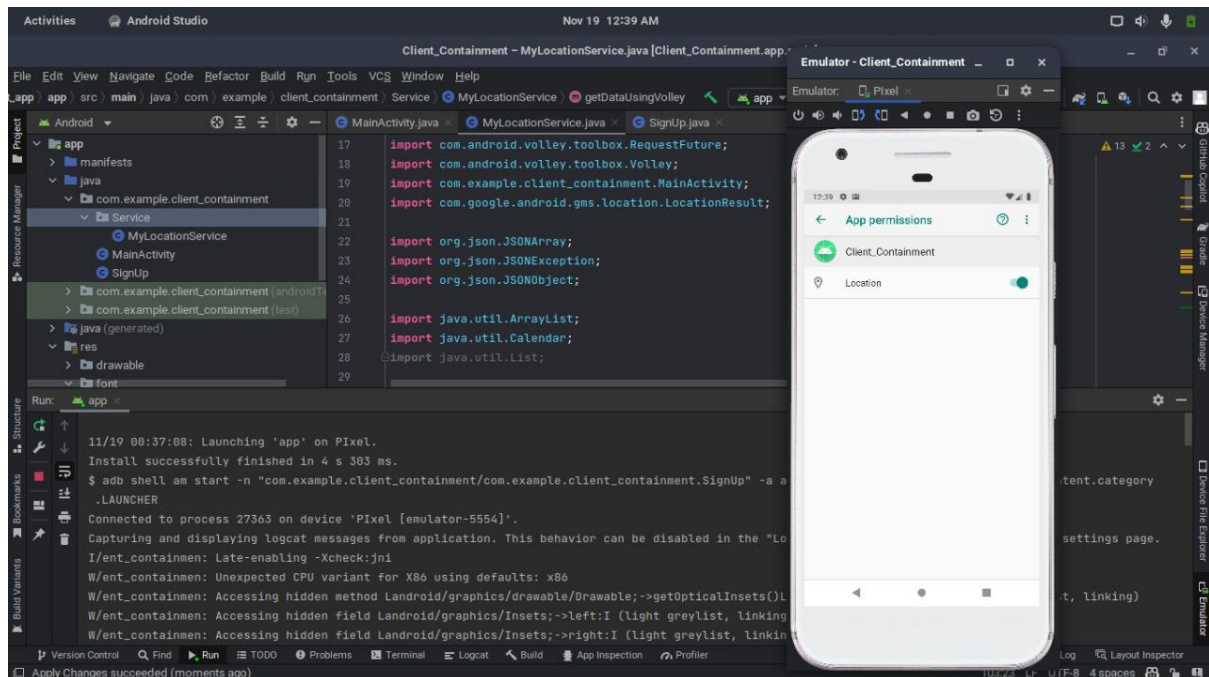 Activities Android Studio Nov 19 12:39 AM
Client_Containment – MyLocationService.java [Client_Containment.app
File Edit View Navigate Code Refactor Build Run Tools VCS Window Help
app src main java com example client_containment Service MyLocationService getDataUsingVolley app
Android
MainActivity.java MyLocationService.java SignUp.java
13 2
app
manifests
java
com.example.client_containment
Service
MyLocationService
MainActivity
SignUp
com.example.client_containment
com.example.client_containment (test)
java (generated)
res
drawable
font
17 import com.android.volley.toolbox.RequestFuture;
18 import com.android.volley.toolbox.Volley;
19 import com.example.client_containment.MainActivity;
20 import com.google.android.gms.location.LocationResult;
21
22 import org.json.JSONArray;
23 import org.json.JSONException;
24 import org.json.JSONObject;
25
26 import java.util.ArrayList;
27 import java.util.Calendar;
28 import java.util.List;
29
Emulator - Client_Containment
Emulator: PIxel
12:39
App permissions
Client_Containment
Location
Run: app
11/19 00:37:08: Launching 'app' on PIxel.
Install successfully finished in 4 s 303 ms.
$ adb shell am start -n "com.example.client_containment/com.example.client_containment.SignUp" -a a
tent.category
.LAUNCHER
Connected to process 27363 on device 'PIxel [emulator-5554]'.
Capturing and displaying logcat messages from application. This behavior can be disabled in the "Lo
settings page.
I/ent_containmen: Late-enabling -Xcheck:jni
W/ent_containmen: Unexpected CPU variant for X86 using defaults: x86
W/ent_containmen: Accessing hidden method Landroid/graphics/drawable/Drawable;->getOpticalInsets()L
t, linking)
W/ent_containmen: Accessing hidden field Landroid/graphics/Insets;->left:I (light greylist, linking
W/ent_containmen: Accessing hidden field Landroid/graphics/Insets;->right:I (light greylist, linkin
Version Control Find Run TODO Problems Terminal Logcat Build App Inspection Profiler
Log Layout Inspector
Apply Changes succeeded (moments ago)
103:23 LF UTF-8 4 spaces
Project
Resource Manager
Structure
Bookmarks
Build Variants
GitHub Copilot
Gradle
Device Manager
Device File Explorer
Emulator